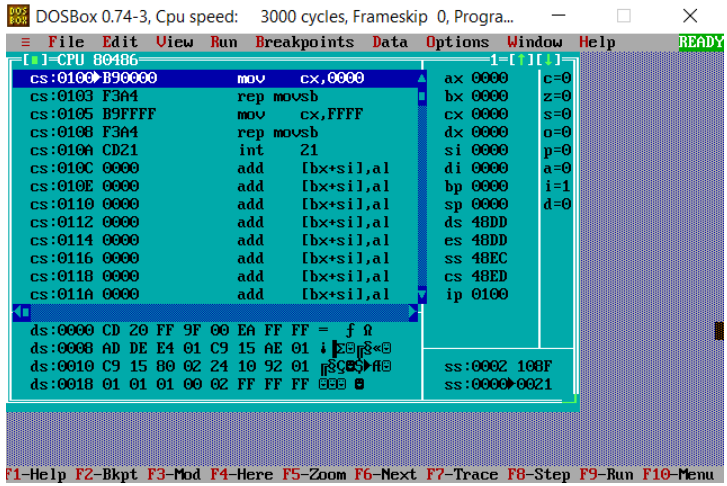 DOSBox 0.74-3, Cpu speed: 3000 cycles, Frameskip 0, Progra...
≡ File Edit View Run Breakpoints Data Options Window Help READY
[■]=CPU 80486 1=[↑][↓]
cs:0100►B90000 mov cx,0000 ax 0000 c=0
cs:0103 F3A4 rep movsb bx 0000 z=0
cs:0105 B9FFFF mov cx,FFFF cx 0000 s=0
cs:0108 F3A4 rep movsb dx 0000 o=0
cs:010A CD21 int 21 si 0000 p=0
cs:010C 0000 add [bx+si],al di 0000 a=0
cs:010E 0000 add [bx+si],al bp 0000 i=1
cs:0110 0000 add [bx+si],al sp 0000 d=0
cs:0112 0000 add [bx+si],al ds 48DD
cs:0114 0000 add [bx+si],al es 48DD
cs:0116 0000 add [bx+si],al ss 48EC
cs:0118 0000 add [bx+si],al cs 48ED
cs:011A 0000 add [bx+si],al ip 0100
ds:0000 CD 20 FF 9F 00 EA FF FF = ƒ Ω
ds:0008 AD DE E4 01 C9 15 AE 01 ¡▐Σ☺╔§«☺
ds:0010 C9 15 80 02 24 10 92 01 ╔§Ç☻$►Æ☺ ss:0002 108F
ds:0018 01 01 01 00 02 FF FF FF ☺☺☺ ☻ ss:0000►0021
F1-Help F2-Bkpt F3-Mod F4-Here F5-Zoom F6-Next F7-Trace F8-Step F9-Run F10-Menu